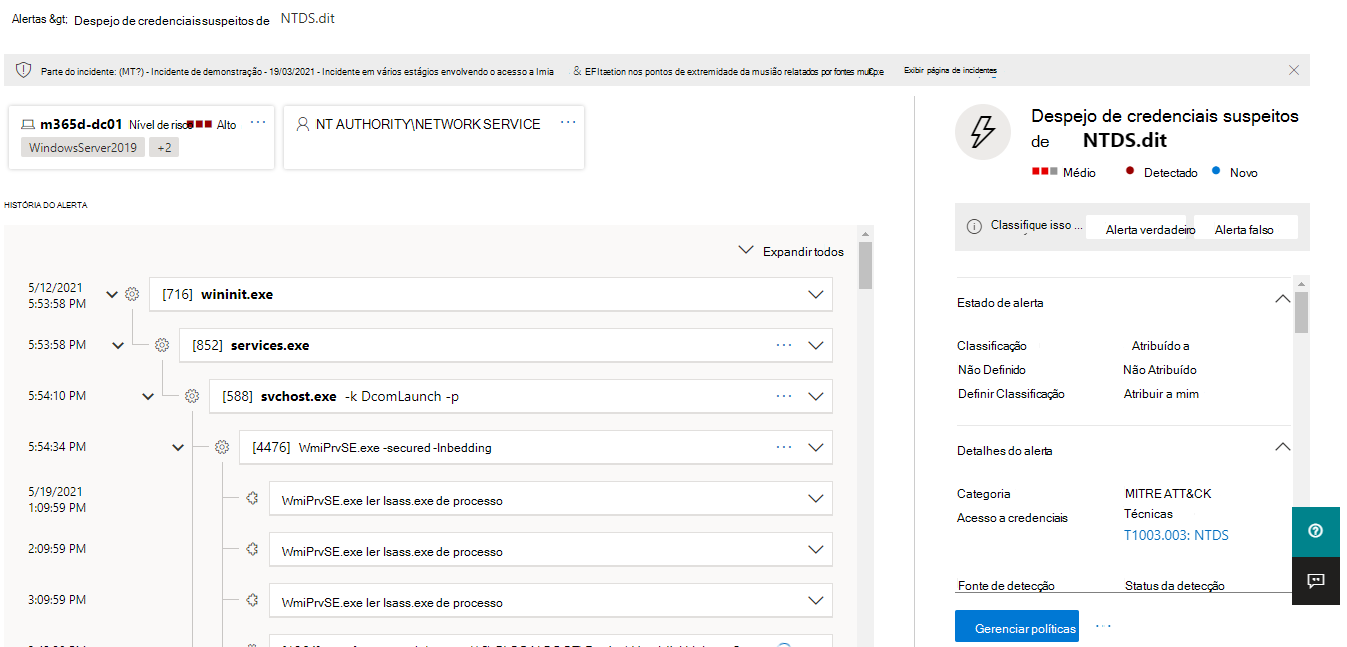 Alertas &gt; Despejo de credenciais suspeitos de NTDS.dit
Parte do incidente: (MT?) - Incidente de demonstração - 19/03/2021 - Incidente em vários estágios envolvendo o acesso a Imia & EFItaetion nos pontos de extremidade da musião relatados por fontes Exibir página de incidentes
m365d-dc01 Nível de risco Alto ...
WindowsServer2019 +2
NT AUTHORITY\NETWORK SERVICE ...
HISTÓRIA DO ALERTA
Expandir todos
5/12/2021
5:53:58 PM
[716] wininit.exe
5:53:58 PM [852] services.exe ...
5:54:10 PM [588] svchost.exe -k DcomLaunch -p ...
5:54:34 PM [4476] WmiPrvSE.exe -secured -Inbedding ...
5/19/2021
1:09:59 PM
WmiPrvSE.exe ler lsass.exe de processo
2:09:59 PM WmiPrvSE.exe ler lsass.exe de processo
3:09:59 PM WmiPrvSE.exe ler lsass.exe de processo
Despejo de credenciais suspeitos
de NTDS.dit
Médio Detectado Novo
Classifique isso ... Alerta verdadeiro Alerta falso
Estado de alerta
Classificação Atribuído a
Não Definido Não Atribuído
Definir Classificação Atribuir a mim
Detalhes do alerta
Categoria MITRE ATT&CK
Acesso a credenciais Técnicas
T1003.003: NTDS
Fonte de detecção Status da detecção
Gerenciar políticas ...